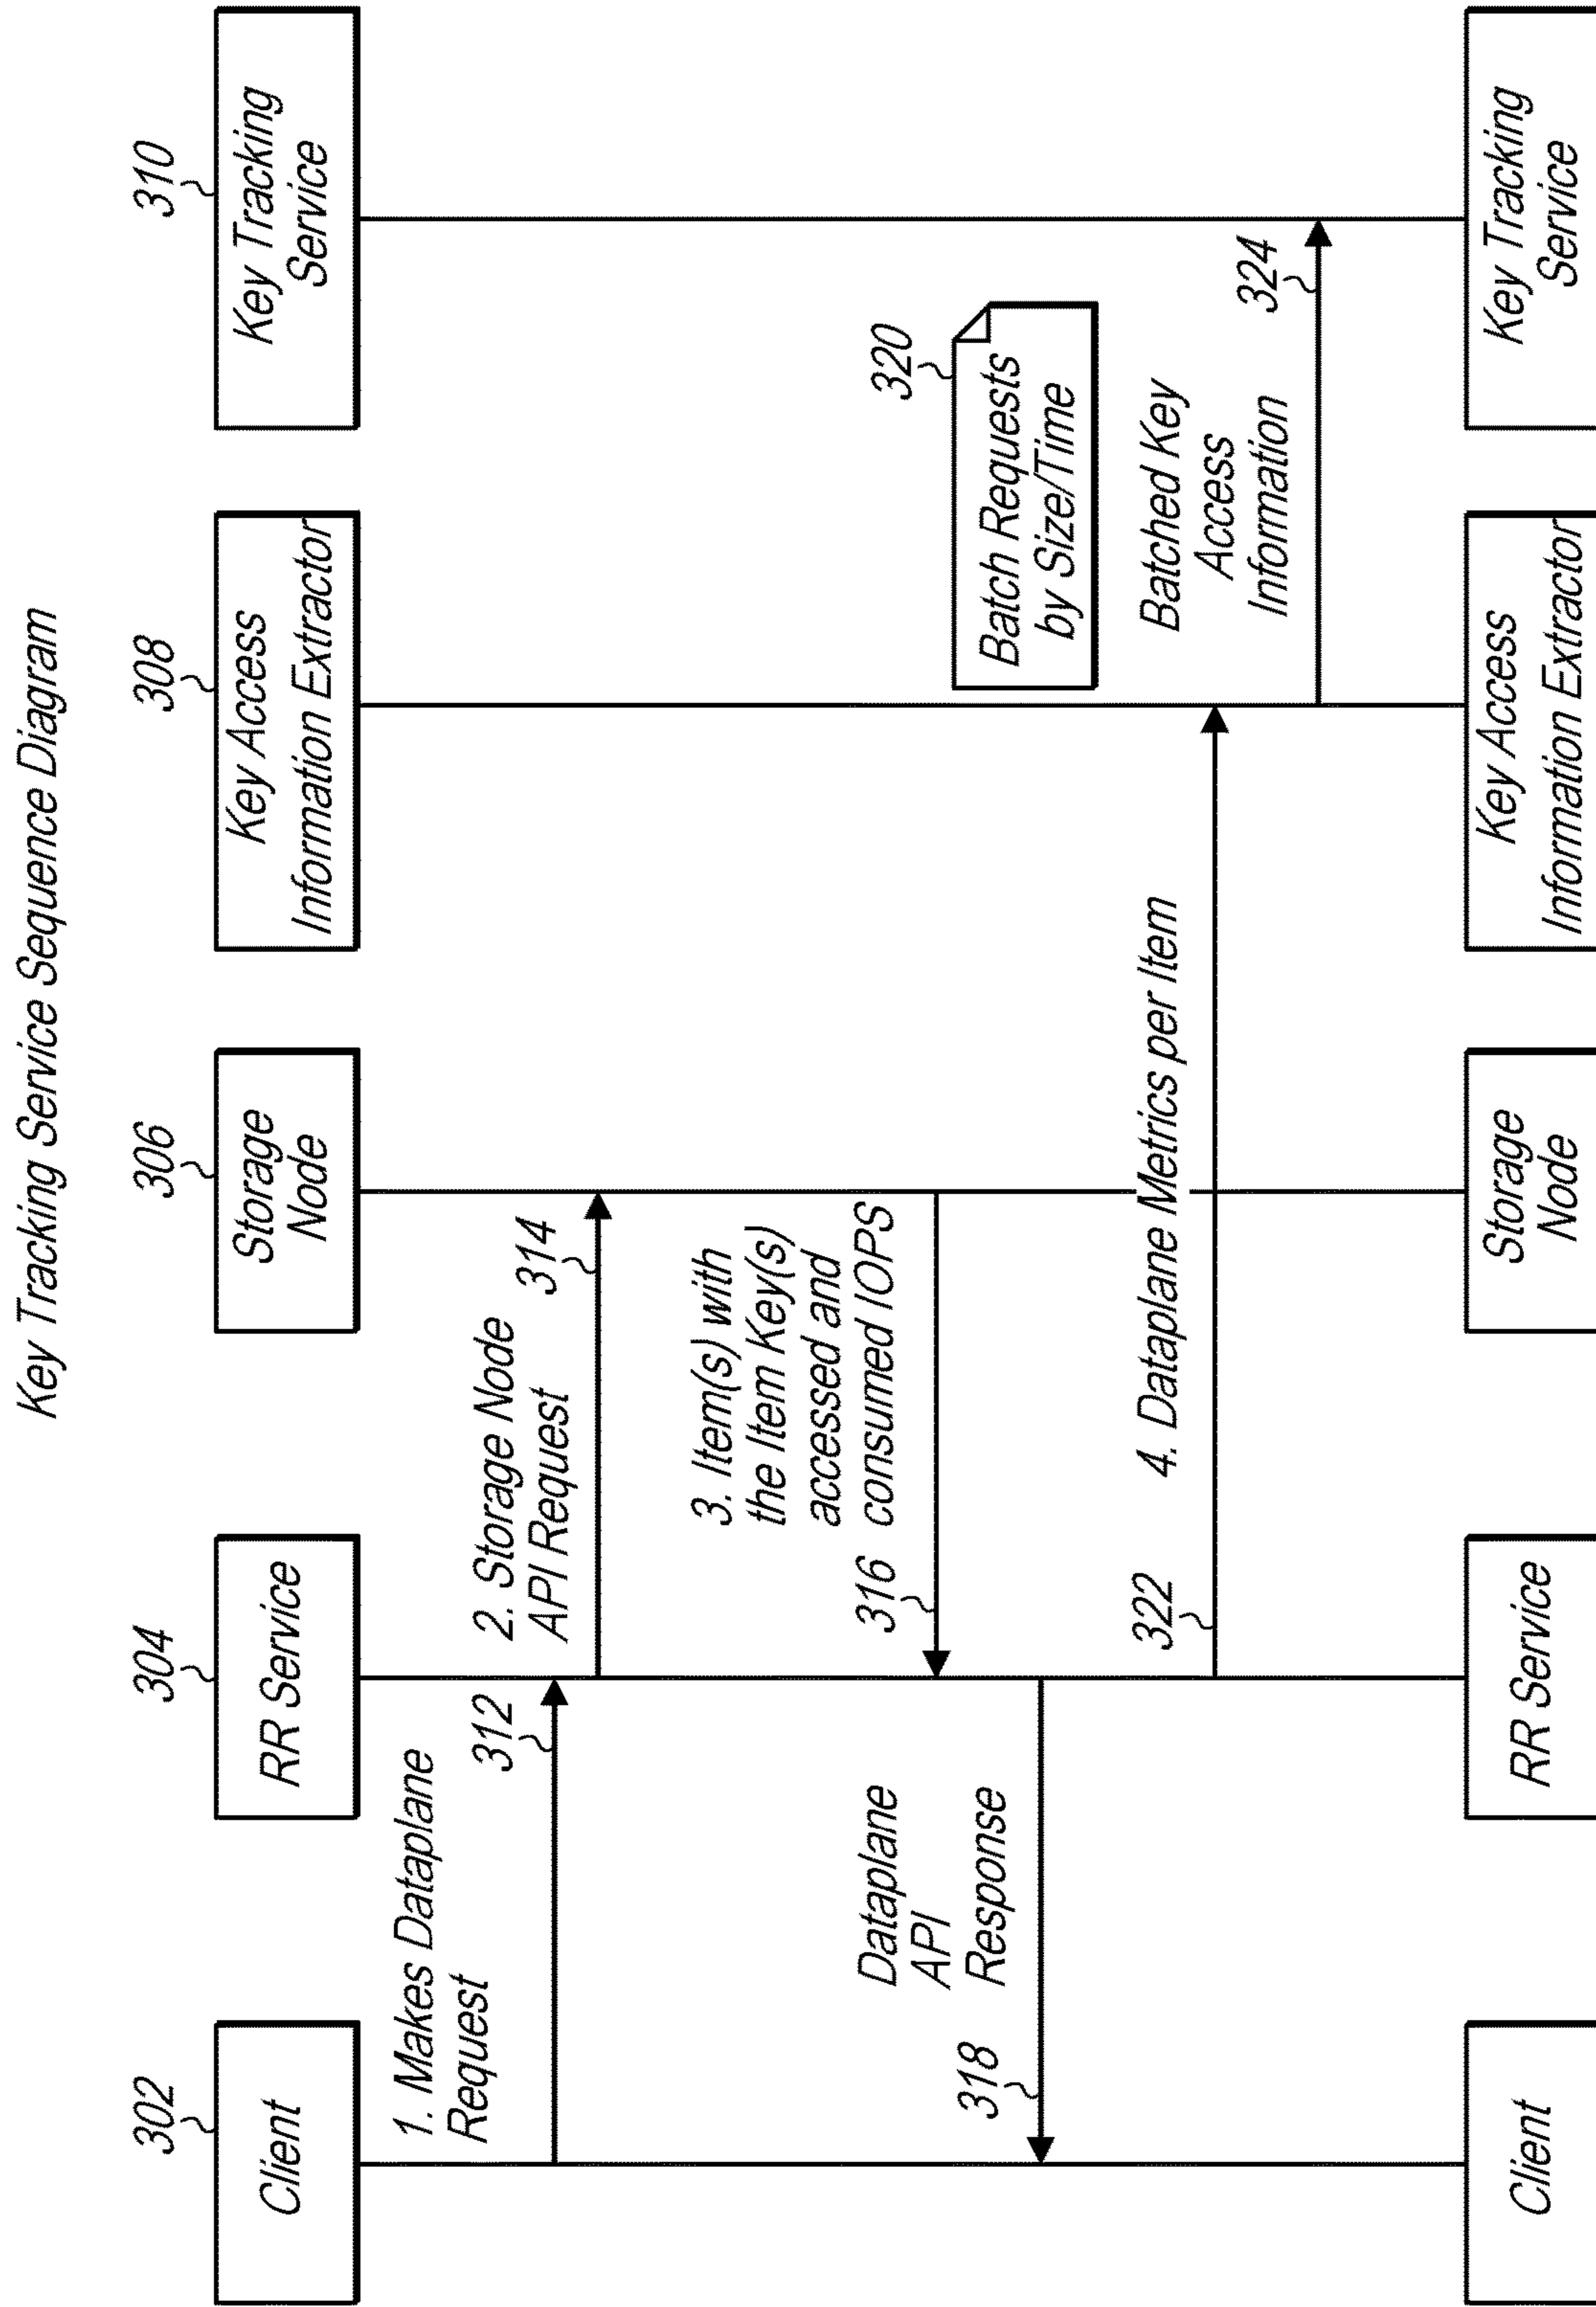 Key Tracking Service Sequence Diagram
302
304
306
308
310
Client
RR Service
Storage
Node
Key Access
Information Extractor
Key Tracking
Service
1. Makes Dataplane
Request
312
2. Storage Node
API Request
314
3. Item(s) with
the Item Key(s)
accessed and
consumed IOPS
316
Dataplane
API
Response
318
320
Batch Requests
by Size/Time
4. Dataplane Metrics per Item
322
Batched Key
Access
Information
324
Client
RR Service
Storage
Node
Key Access
Information Extractor
Key Tracking
Service